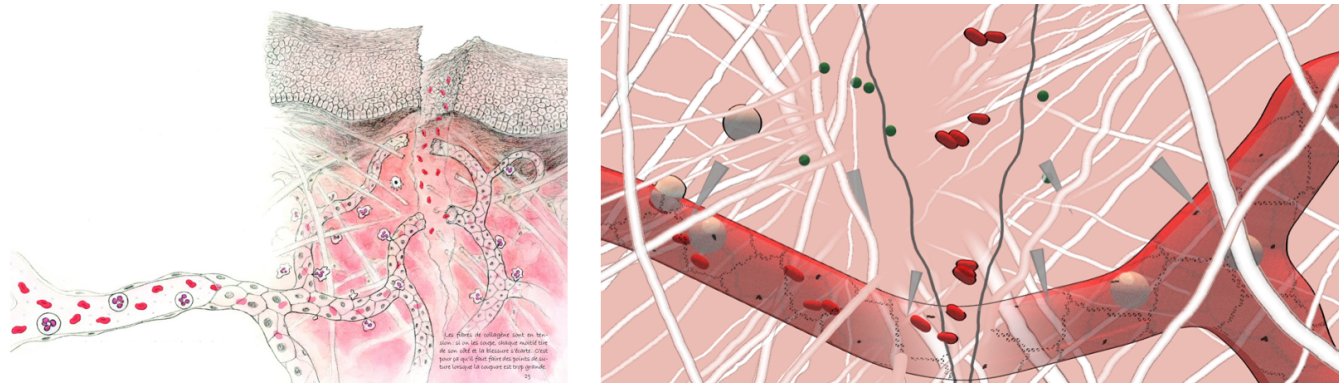 Les fibres de collagène sont en ten-
sion: si on les coupe, chaque moitié tire
de son côté et la blessure s'écarte. C'est
pour ça qu'il faut faire des points de su-
ture lorsque la coupure est trop grande.
23